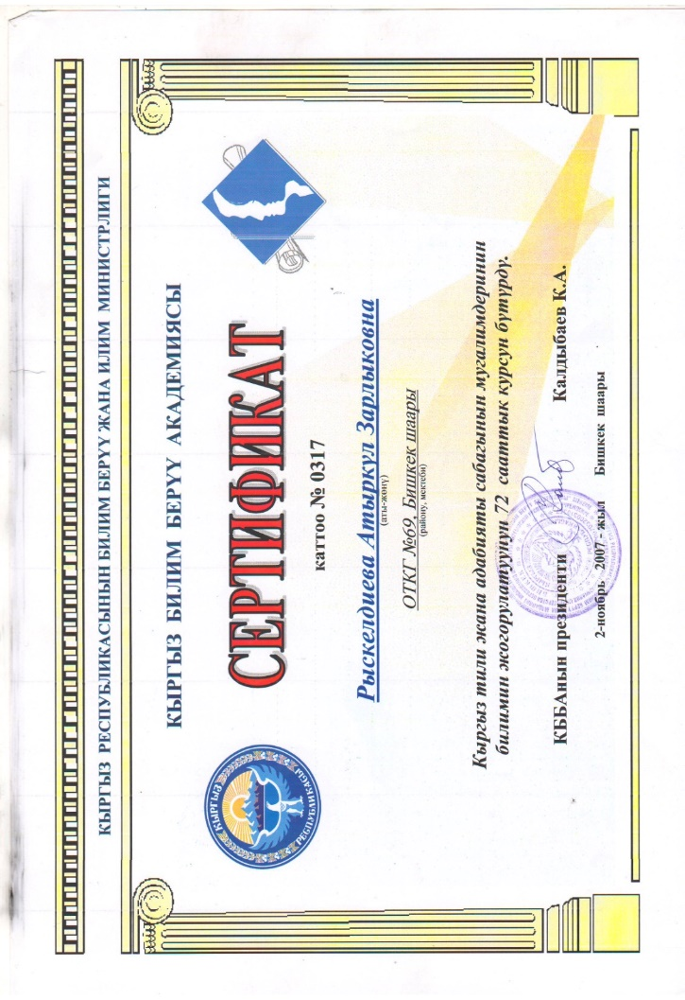 КЫРГЫЗ РЕСПУБЛИКАСЫНЫН БИЛИМ БЕРҮҮ ЖАНА ИЛИМ МИНИСТРЛИГИ
КЫРГЫЗ БИЛИМ БЕРҮҮ АКАДЕМИЯСЫ
КЫРГЫЗ
РЕСПУБЛИКАСЫ
СЕРТИФИКАТ
каттоо № 0317
Рыскелдиева Атыркул Зарлыковна
(аты-жөнү)
ОТКГ №69, Бишкек шаары
(району, мектеби)
Кыргыз тили жана адабияты сабагынын мугалимдеринин
билимин жогорулатуунун 72 сааттык курсун бүтүрдү.
КББАнын президенти Калдыбаев К.А.
2-ноябрь 2007 - жыл Бишкек шаары